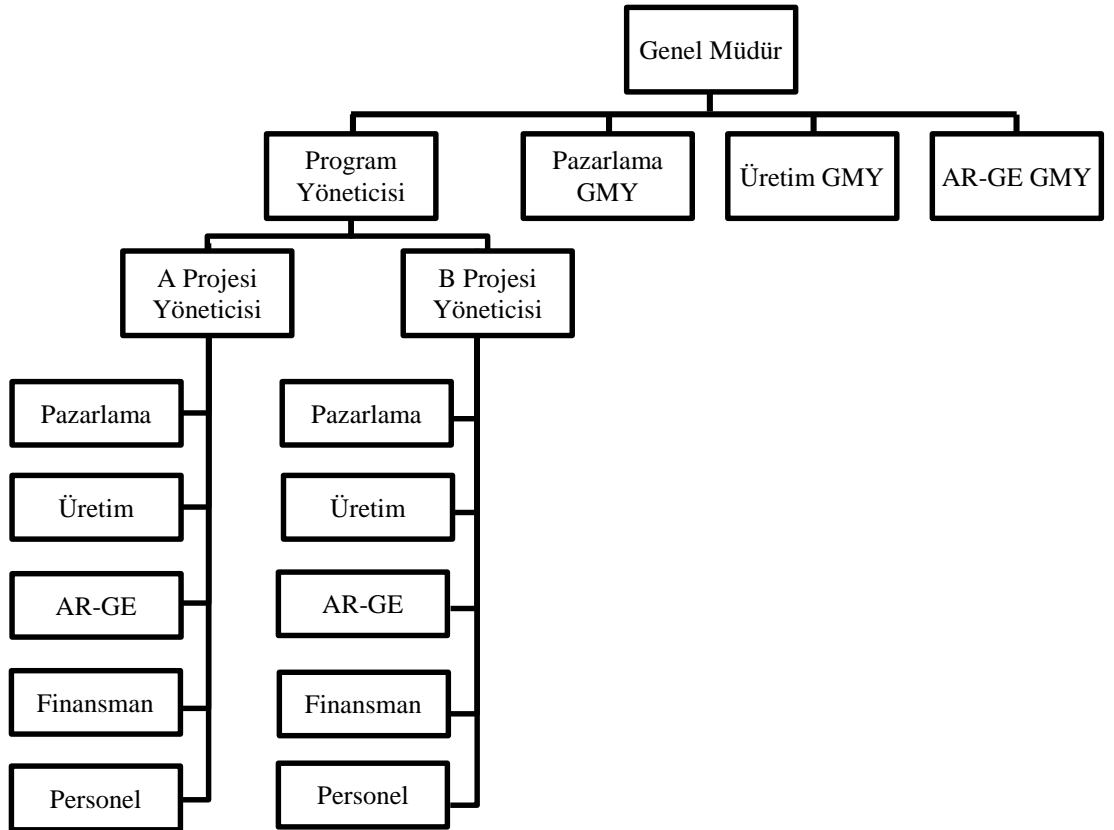 Genel Müdür
Program
Yöneticisi
Pazarlama
GMY
Üretim GMY
AR-GE GMY
A Projesi
Yöneticisi
B Projesi
Yöneticisi
Pazarlama
Üretim
AR-GE
Finansman
Personel
Pazarlama
Üretim
AR-GE
Finansman
Personel